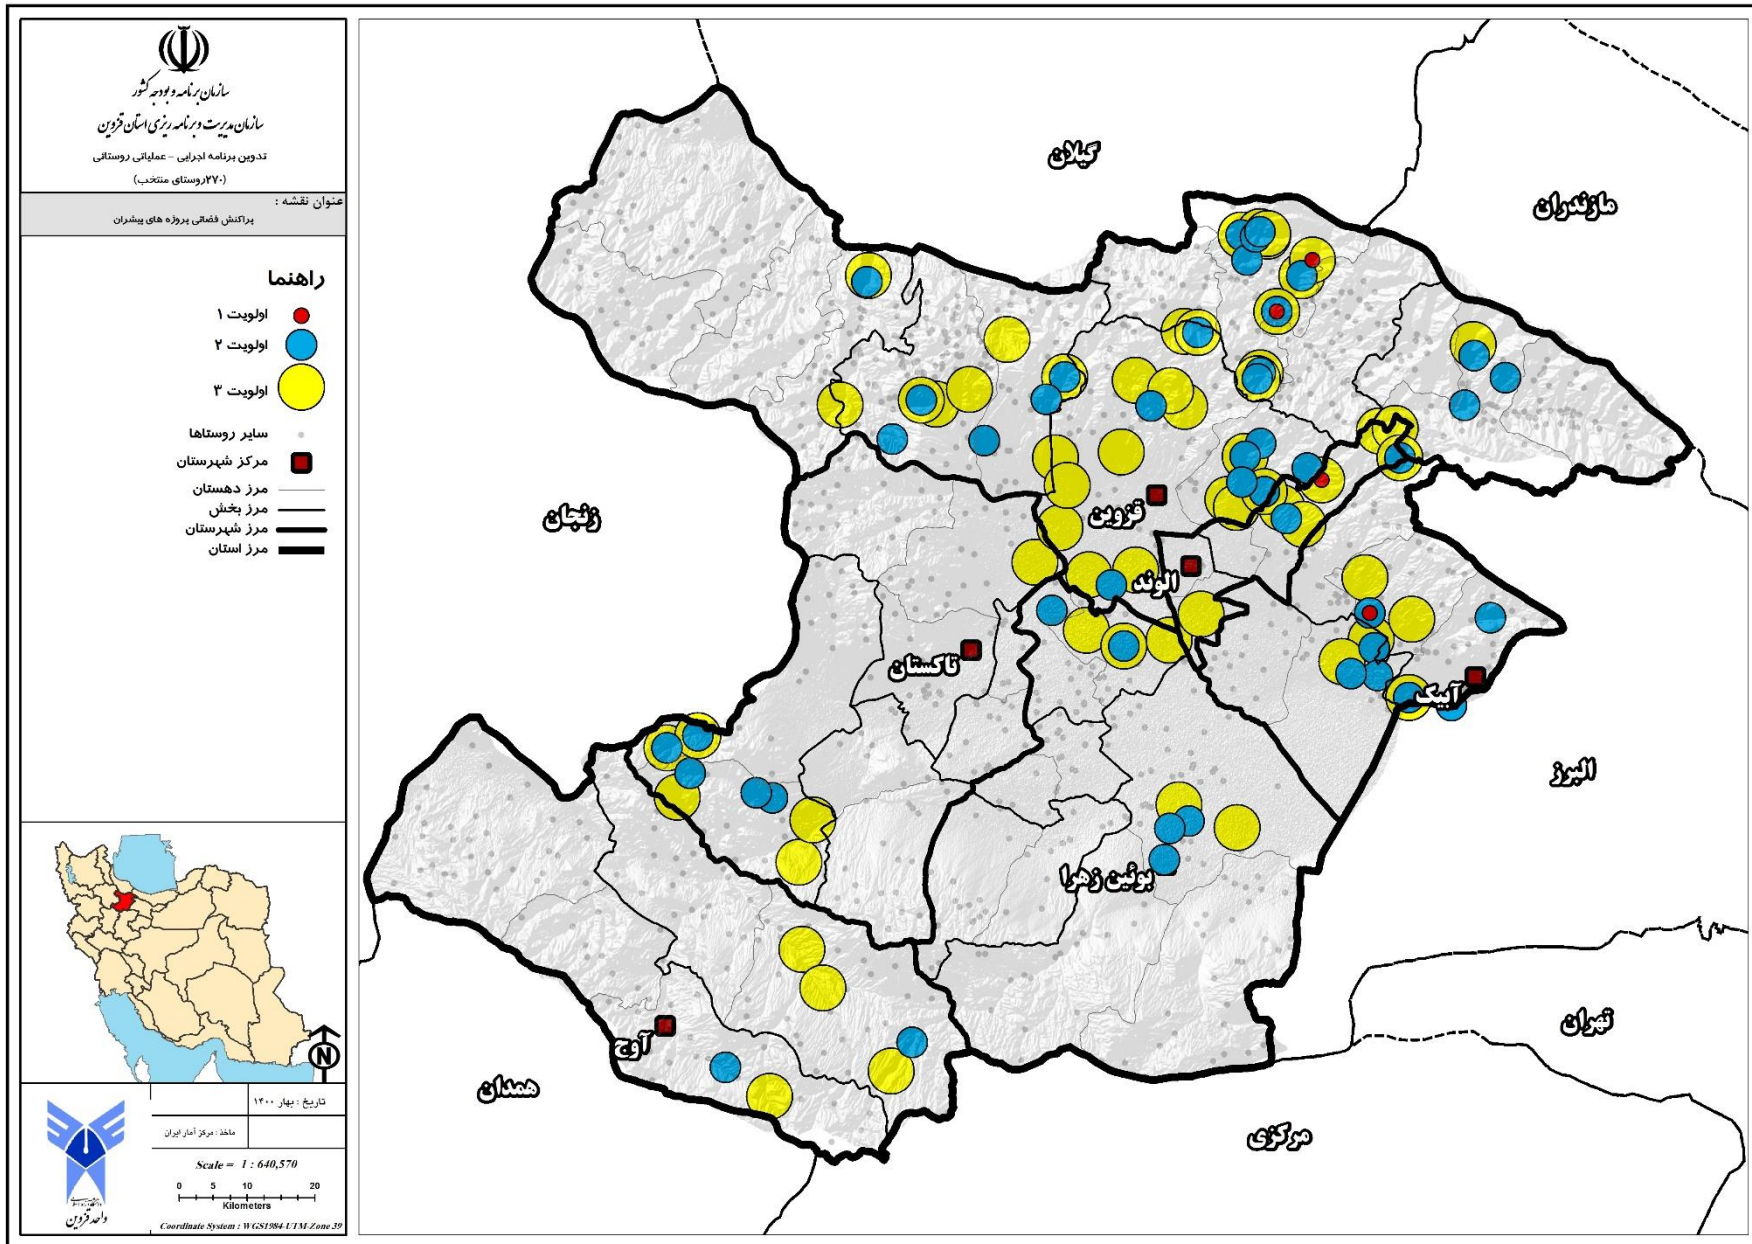 سازمان برنامه و بودجه کشور
سازمان مدیریت و برنامه ریزی استان قزوین
تدوین برنامه اجرایی - عملیاتی روستائی
(۲۷۰روستای منتخب)
عنوان نقشه :
پراکنش فضائی پروژه های پیشران
راهنما
اولویت ۱
اولویت ۲
اولویت ۳
سایر روستاها
مرکز شهرستان
مرز دهستان
مرز بخش
مرز شهرستان
مرز استان
N
تاریخ : بهار ۱۴۰۰
ماخذ : مرکز آمار ایران
Scale = 1 : 640,570
0 5 10 20
Kilometers
Coordinate System : WGS1984-UTM-Zone 39
واحد قزوین
گیلان
مازندران
زنجان
قزوین
الوند
تاکستان
آبیک
البرز
بوئین زهرا
آوج
همدان
تهران
مرکزی